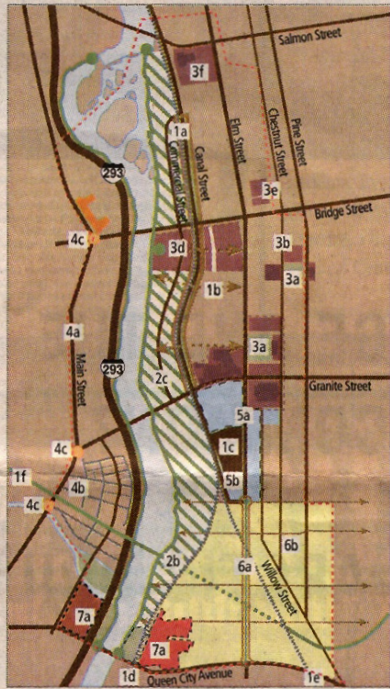 Salmon Street
3f
1a
Commercial Street
Canal Street
Elm Street
Chestnut Street
Pine Street
293
3e
Bridge Street
4c
3d
3b
3a
1b
4a
Main Street
293
3a
2c
Granite Street
5a
4c
1c
1f
4b
5b
4c
2b
6a
6b
Willow Street
7a
7a
1d
Queen City Avenue
1e